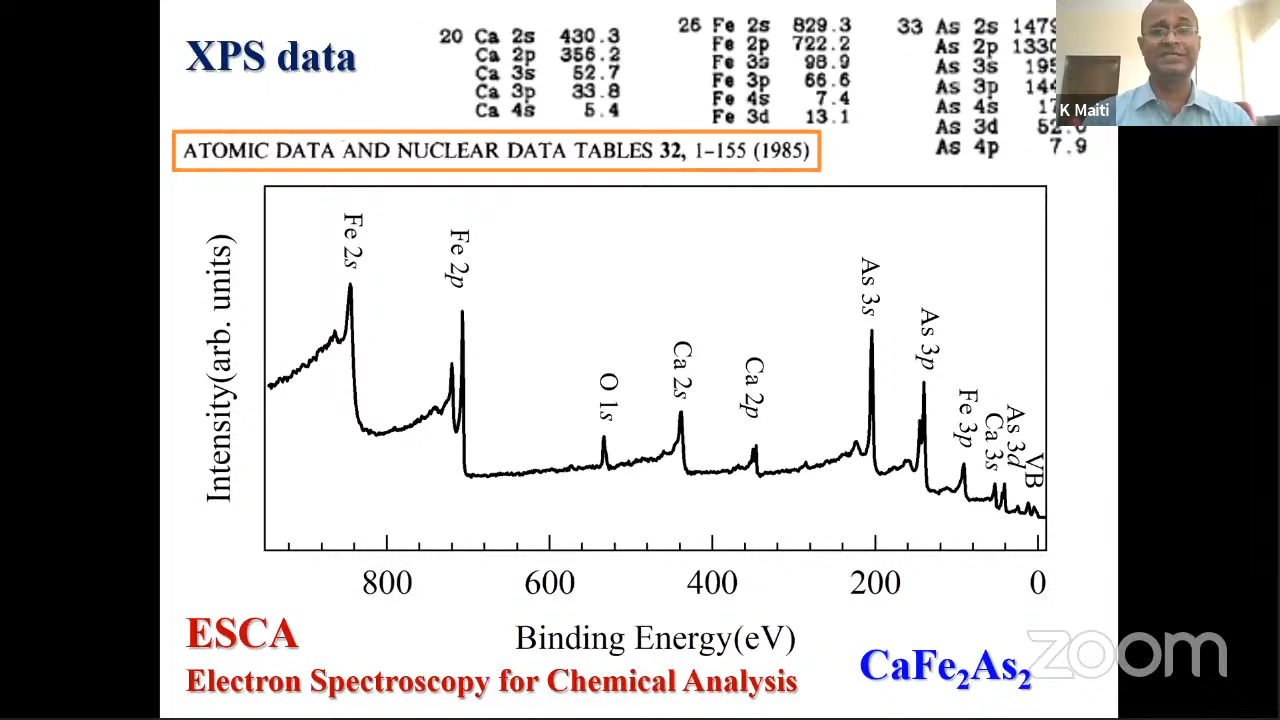 XPS data
20 Ca 2s 430.3
Ca 2p 356.2
Ca 3s 52.7
Ca 3p 33.8
Ca 4s 5.4
26 Fe 2s 829.3
Fe 2p 722.2
Fe 3s 98.9
Fe 3p 66.6
Fe 4s 7.4
Fe 3d 13.1
33 As 2s 1479
As 2p 1330
As 3s 195
As 3p 144
As 4s 17
As 3d
As 4p 7.9
K Maiti
ATOMIC DATA AND NUCLEAR DATA TABLES 32, 1–155 (1985)
Intensity(arb. units)
Fe 2s
Fe 2p
O 1s
Ca 2s
Ca 2p
As 3s
As 3p
Fe 3p
Ca 3s
As 3d
VB
800 600 400 200 0
Binding Energy(eV)
ESCA
Electron Spectroscopy for Chemical Analysis
CaFe₂As₂
zoom